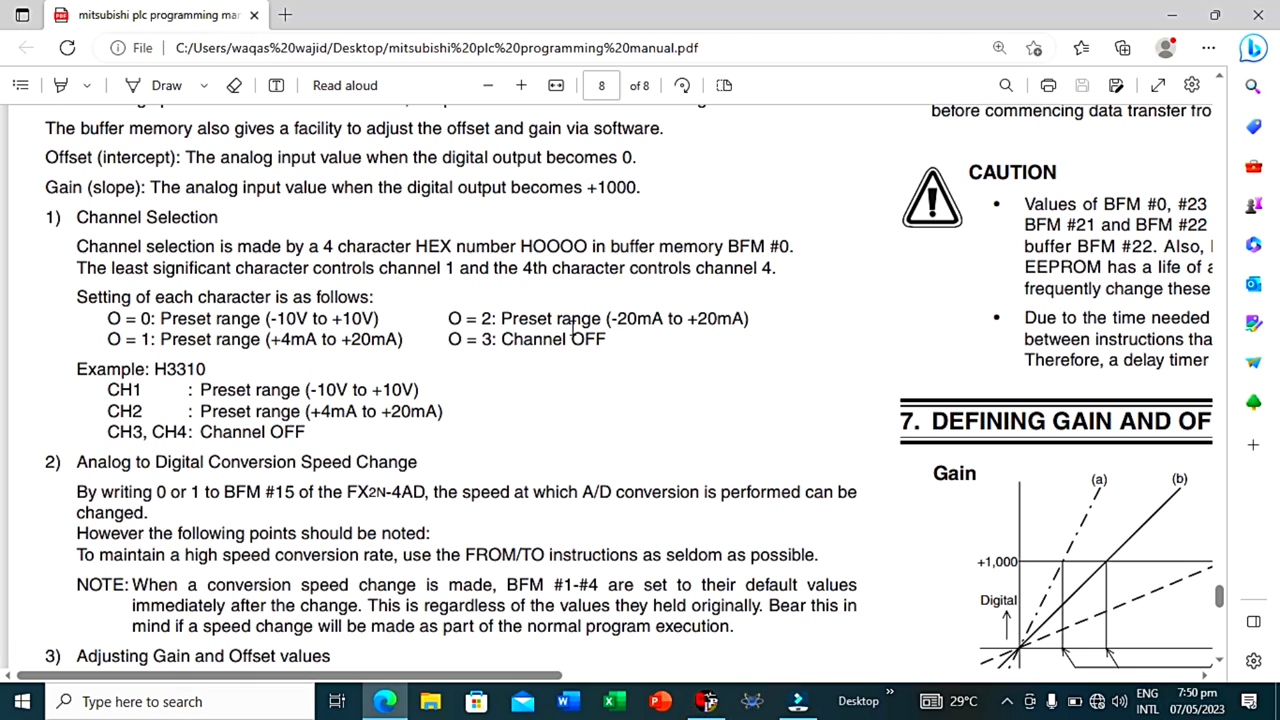 mitsubishi plc programming mar
File
C:/Users/waqas%20wajid/Desktop/mitsubishi%20plc%20programming%20manual.pdf
Draw
Read aloud
8
of 8
The buffer memory also gives a facility to adjust the offset and gain via software.
Offset (intercept): The analog input value when the digital output becomes 0.
Gain (slope): The analog input value when the digital output becomes +1000.
1) Channel Selection
Channel selection is made by a 4 character HEX number HOOOO in buffer memory BFM #0.
The least significant character controls channel 1 and the 4th character controls channel 4.
Setting of each character is as follows:
O = 0: Preset range (-10V to +10V) O = 2: Preset range (-20mA to +20mA)
O = 1: Preset range (+4mA to +20mA) O = 3: Channel OFF
Example: H3310
CH1 : Preset range (-10V to +10V)
CH2 : Preset range (+4mA to +20mA)
CH3, CH4: Channel OFF
2) Analog to Digital Conversion Speed Change
By writing 0 or 1 to BFM #15 of the FX2N-4AD, the speed at which A/D conversion is performed can be
changed.
However the following points should be noted:
To maintain a high speed conversion rate, use the FROM/TO instructions as seldom as possible.
NOTE: When a conversion speed change is made, BFM #1-#4 are set to their default values
immediately after the change. This is regardless of the values they held originally. Bear this in
mind if a speed change will be made as part of the normal program execution.
3) Adjusting Gain and Offset values
before commencing data transfer fro
CAUTION
• Values of BFM #0, #23
BFM #21 and BFM #22
buffer BFM #22. Also,
EEPROM has a life of a
frequently change these
• Due to the time needed
between instructions tha
Therefore, a delay timer
7. DEFINING GAIN AND OF
Gain
(a)
(b)
+1,000
Digital
Type here to search
Desktop
29°C
ENG
INTL
7:50 pm
07/05/2023